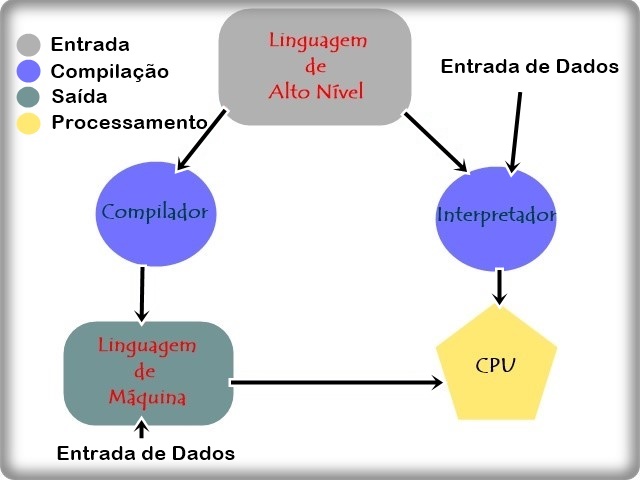 Entrada
Compilação
Saída
Processamento
Linguagem
de
Alto Nível
Entrada de Dados
Compilador
Interpretador
Linguagem
de
Máquina
CPU
Entrada de Dados